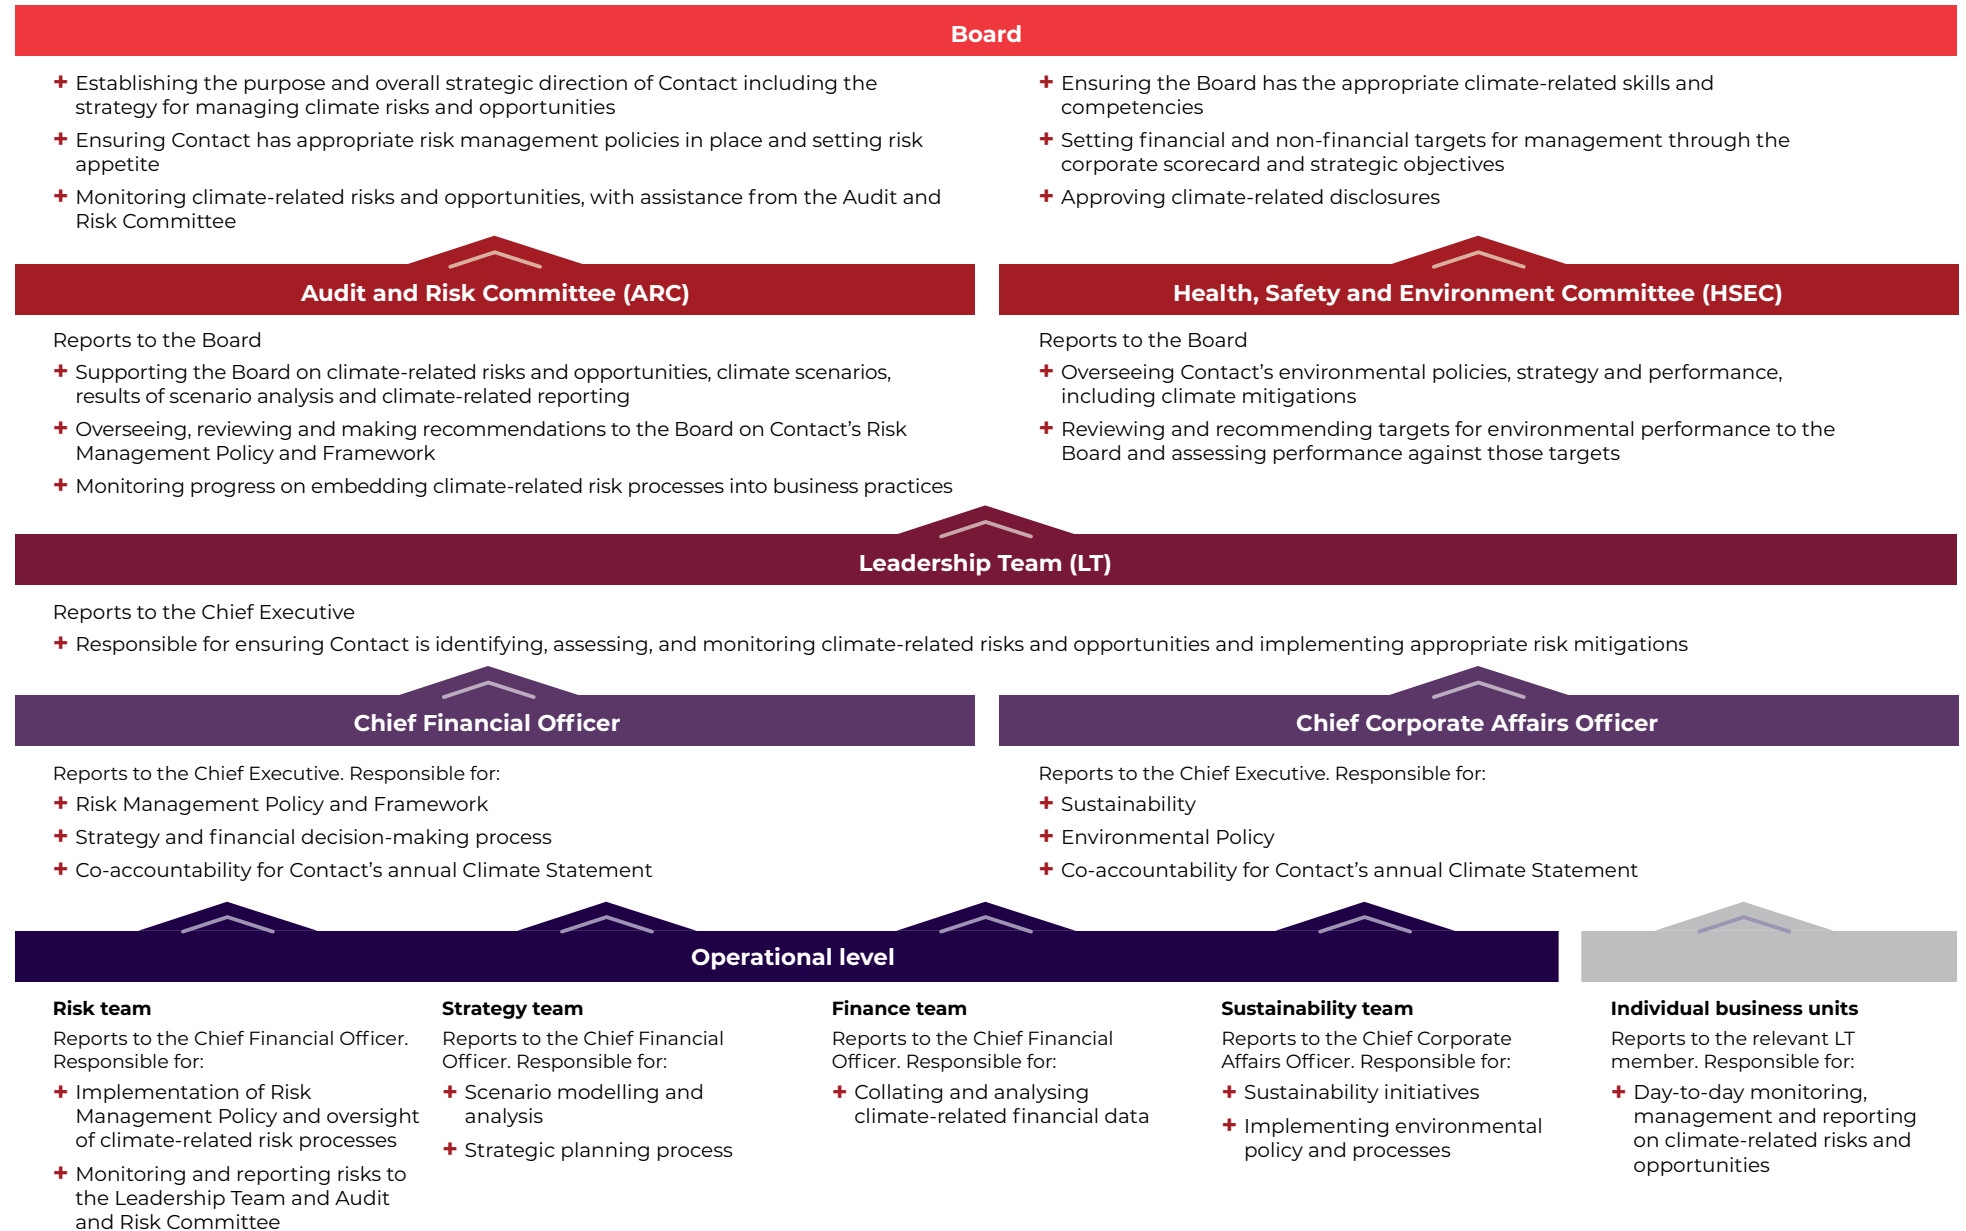 Board
+ Establishing the purpose and overall strategic direction of Contact including the
strategy for managing climate risks and opportunities
+ Ensuring Contact has appropriate risk management policies in place and setting risk
appetite
+ Monitoring climate-related risks and opportunities, with assistance from the Audit and
Risk Committee
+ Ensuring the Board has the appropriate climate-related skills and
competencies
+ Setting financial and non-financial targets for management through the
corporate scorecard and strategic objectives
+ Approving climate-related disclosures
Audit and Risk Committee (ARC)
Reports to the Board
+ Supporting the Board on climate-related risks and opportunities, climate scenarios,
results of scenario analysis and climate-related reporting
+ Overseeing, reviewing and making recommendations to the Board on Contact's Risk
Management Policy and Framework
+ Monitoring progress on embedding climate-related risk processes into business practices
Health, Safety and Environment Committee (HSEC)
Reports to the Board
+ Overseeing Contact's environmental policies, strategy and performance,
including climate mitigations
+ Reviewing and recommending targets for environmental performance to the
Board and assessing performance against those targets
Leadership Team (LT)
Reports to the Chief Executive
+ Responsible for ensuring Contact is identifying, assessing, and monitoring climate-related risks and opportunities and implementing appropriate risk mitigations
Chief Financial Officer
Reports to the Chief Executive. Responsible for:
+ Risk Management Policy and Framework
+ Strategy and financial decision-making process
+ Co-accountability for Contact's annual Climate Statement
Chief Corporate Affairs Officer
Reports to the Chief Executive. Responsible for:
+ Sustainability
+ Environmental Policy
+ Co-accountability for Contact's annual Climate Statement
Operational level
Risk team
Reports to the Chief Financial Officer.
Responsible for:
+ Implementation of Risk
Management Policy and oversight
of climate-related risk processes
+ Monitoring and reporting risks to
the Leadership Team and Audit
and Risk Committee
Strategy team
Reports to the Chief Financial
Officer. Responsible for:
+ Scenario modelling and
analysis
+ Strategic planning process
Finance team
Reports to the Chief Financial
Officer. Responsible for:
+ Collating and analysing
climate-related financial data
Sustainability team
Reports to the Chief Corporate
Affairs Officer. Responsible for:
+ Sustainability initiatives
+ Implementing environmental
policy and processes
Individual business units
Reports to the relevant LT
member. Responsible for:
+ Day-to-day monitoring,
management and reporting
on climate-related risks and
opportunities